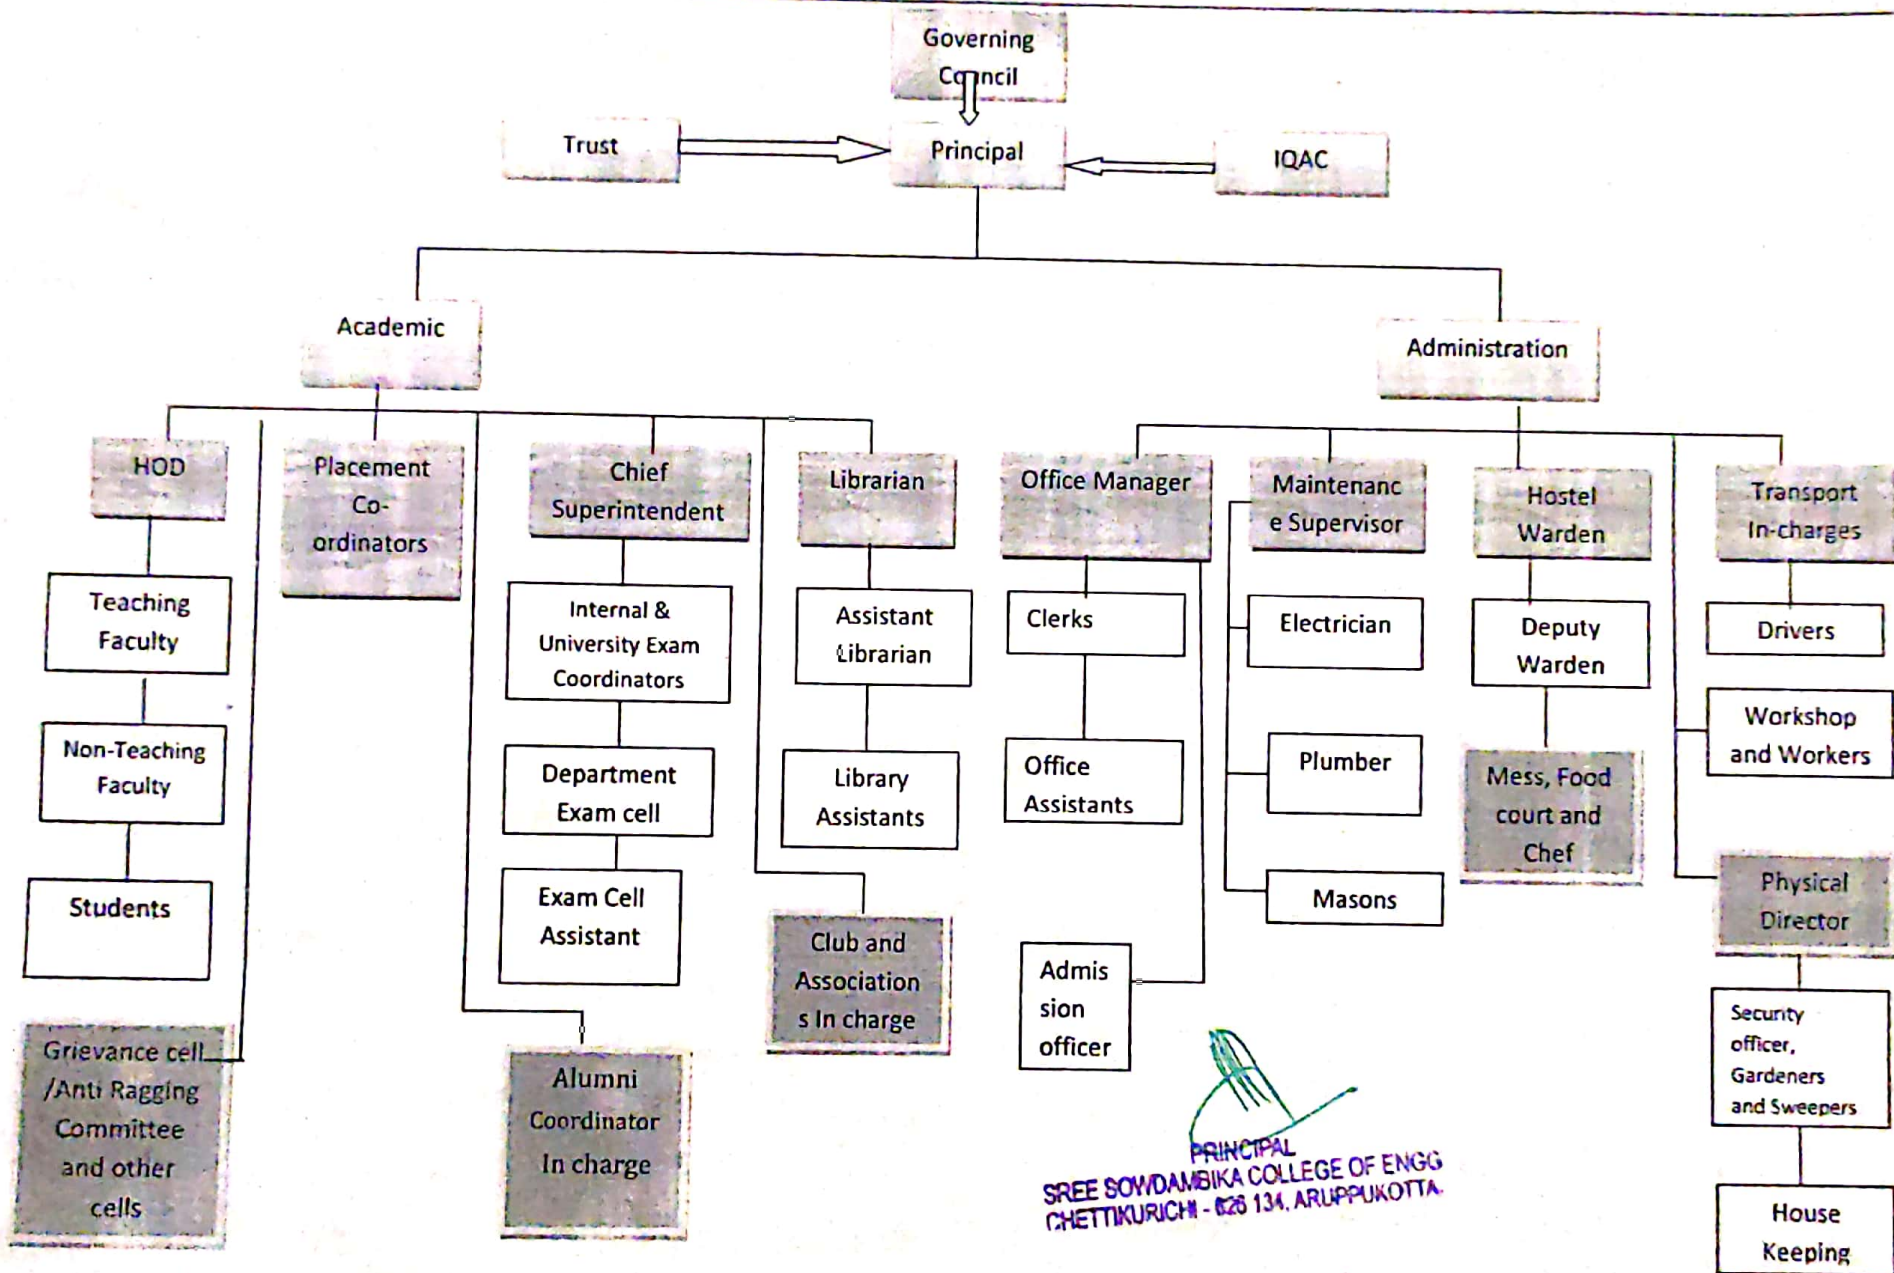 Governing
Council
Trust
Principal
IQAC
Academic
Administration
HOD
Placement
Co-
ordinators
Chief
Superintendent
Librarian
Office Manager
Maintenanc
e Supervisor
Hostel
Warden
Transport
In-charges
Teaching
Faculty
Internal &
University Exam
Coordinators
Assistant
Librarian
Clerks
Electrician
Deputy
Warden
Drivers
Non-Teaching
Faculty
Department
Exam cell
Library
Assistants
Office
Assistants
Plumber
Mess, Food
court and
Chef
Workshop
and Workers
Students
Exam Cell
Assistant
Club and
Association
s In charge
Admis
sion
officer
Masons
Physical
Director
Grievance cell
/Anti Ragging
Committee
and other
cells
Alumni
Coordinator
In charge
Security
officer,
Gardeners
and Sweepers
House
Keeping
PRINCIPAL
SREE SOWDAMBIKA COLLEGE OF ENGG
CHETTIKURICHI - 626 134, ARUPPUKOTTA.